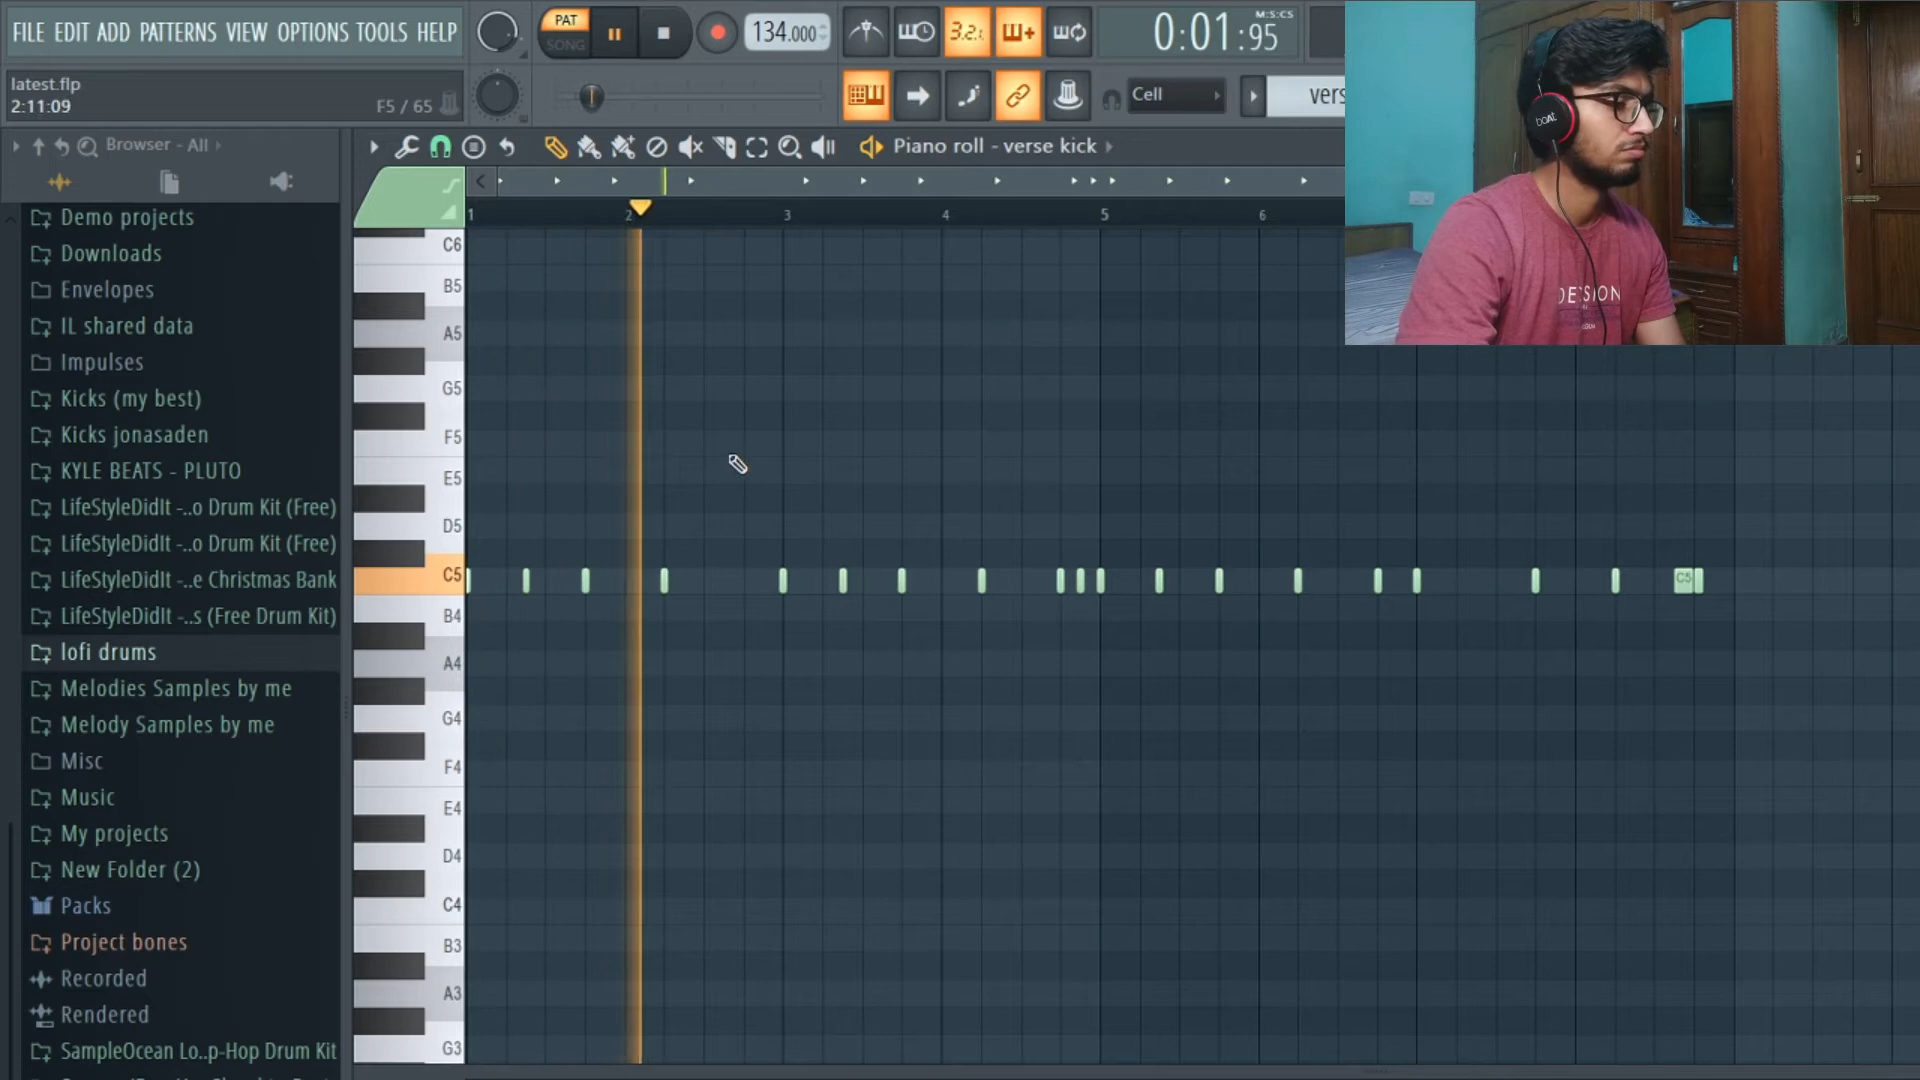 FILE EDIT ADD PATTERNS VIEW OPTIONS TOOLS HELP
PAT
SONG
134.000
3.2.
M:S:CS
0:01:95
latest.flp
2:11:09
F5 / 65
Cell
vers
Browser - All
Piano roll - verse kick
Demo projects
Downloads
Envelopes
IL shared data
Impulses
Kicks (my best)
Kicks jonasaden
KYLE BEATS - PLUTO
LifeStyleDidIt -..o Drum Kit (Free)
LifeStyleDidIt -..o Drum Kit (Free)
LifeStyleDidIt -..e Christmas Bank
LifeStyleDidIt -..s (Free Drum Kit)
lofi drums
Melodies Samples by me
Melody Samples by me
Misc
Music
My projects
New Folder (2)
Packs
Project bones
Recorded
Rendered
SampleOcean Lo..p-Hop Drum Kit
1 2 3 4 5 6
C6
B5
A5
G5
F5
E5
D5
C5
C5
B4
A4
G4
F4
E4
D4
C4
B3
A3
G3
boAt